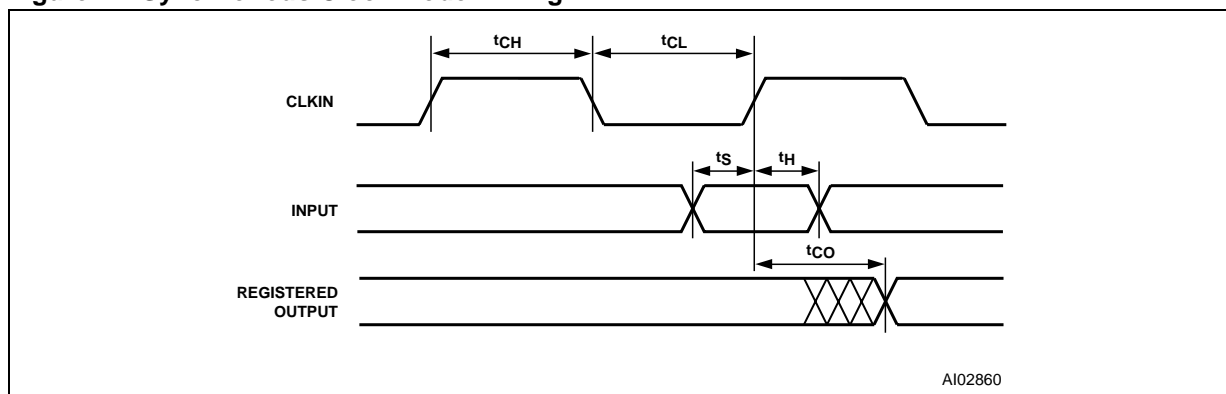 tCH
tCL
CLKIN
tS
tH
INPUT
tCO
REGISTERED
OUTPUT
AI02860